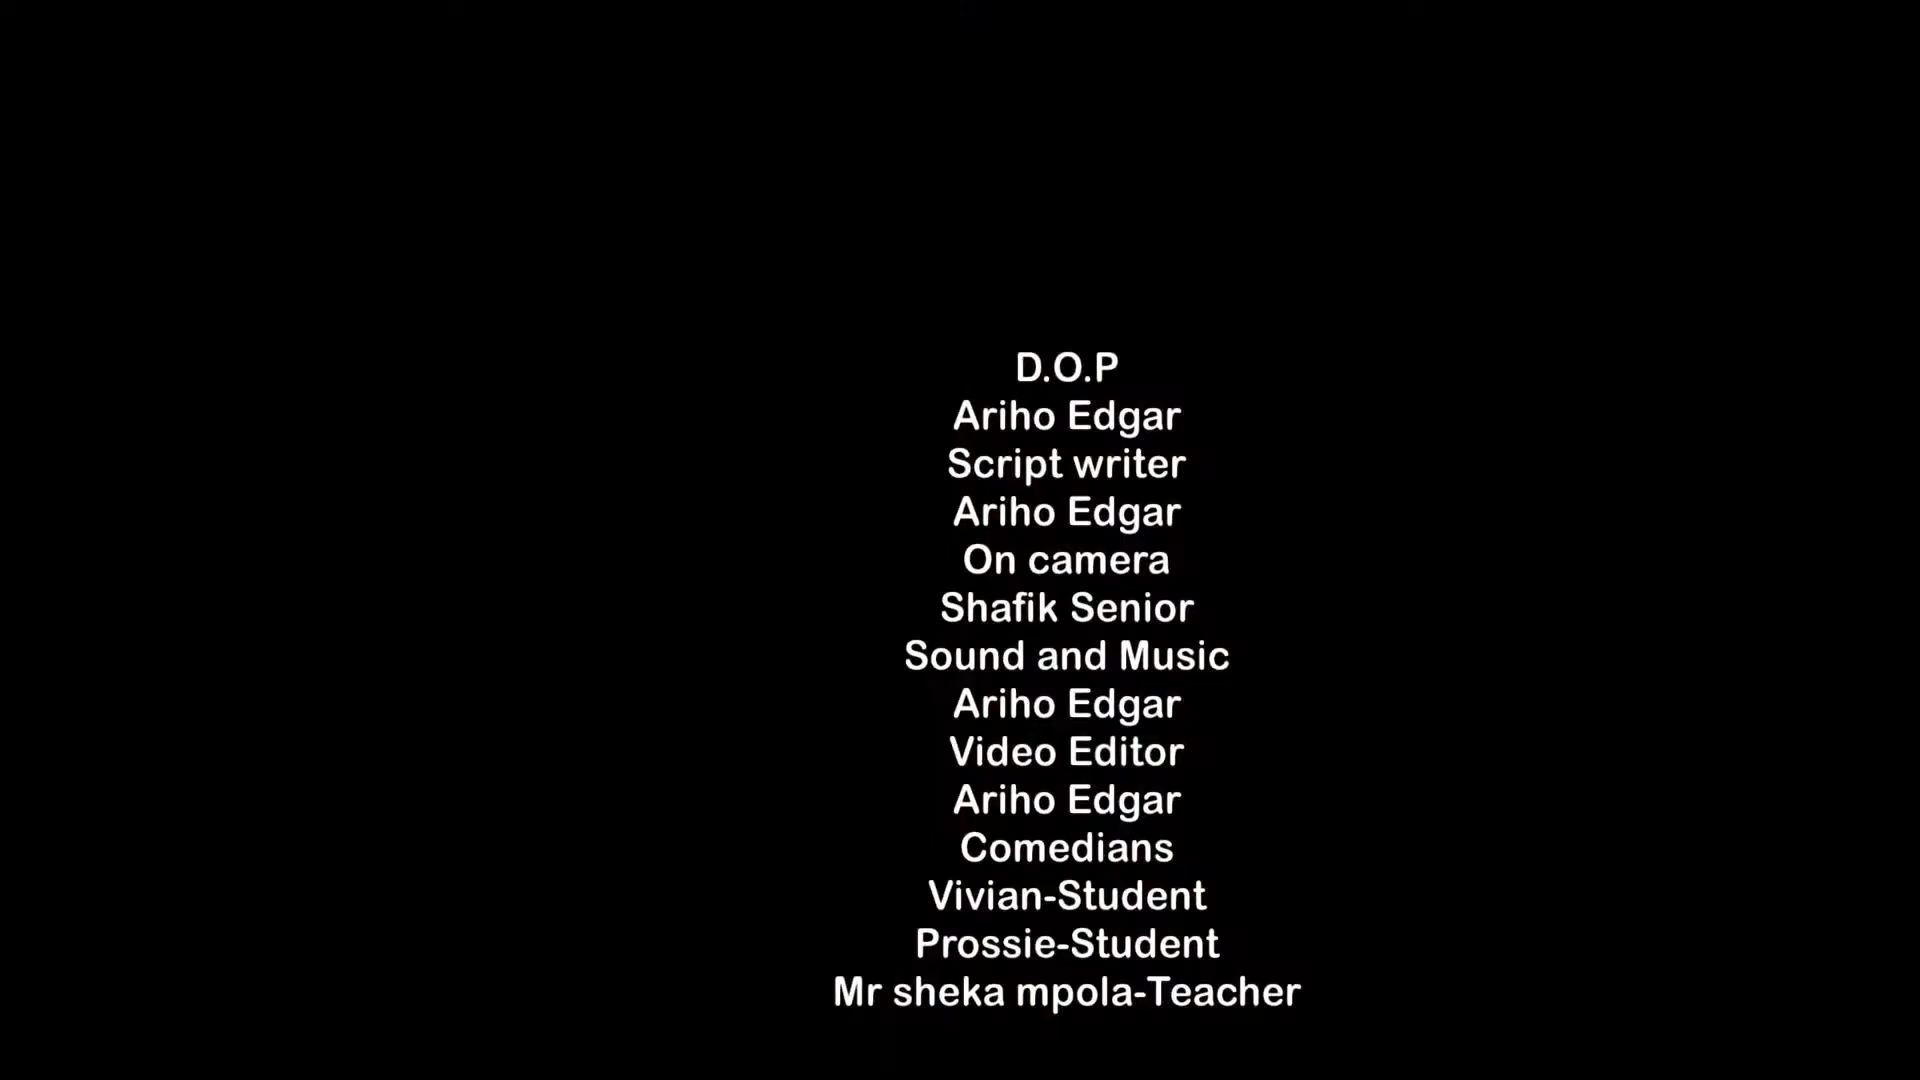 D.O.P
Ariho Edgar
Script writer
Ariho Edgar
On camera
Shafik Senior
Sound and Music
Ariho Edgar
Video Editor
Ariho Edgar
Comedians
Vivian-Student
Prossie-Student
Mr sheka mpola-Teacher